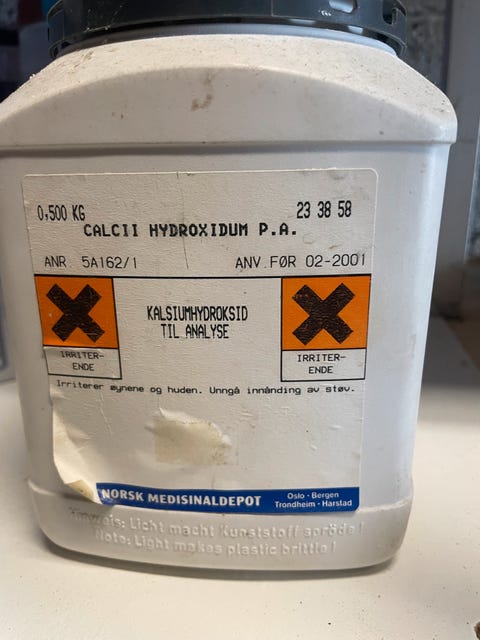 0,500 KG 23 38 58
CALCII HYDROXIDUM P.A.
ANR 5A162/1 ANV.FØR 02-2001
KALSIUMHYDROKSID
TIL ANALYSE
IRRITER-
ENDE
IRRITER-
ENDE
Irriterer øynene og huden. Unngå innånding av støv.
NORSK MEDISINALDEPOT
Oslo · Bergen
Trondheim · Harstad
Hinweis: Licht macht Kunststoff spröde!
Note: Light makes plastic brittle!